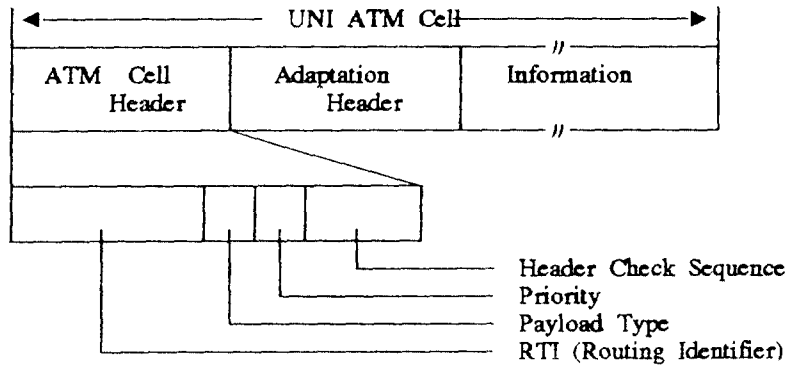 UNI ATM Cell
ATM Cell Header
Adaptation Header
Information
Header Check Sequence
Priority
Payload Type
RTI (Routing Identifier)